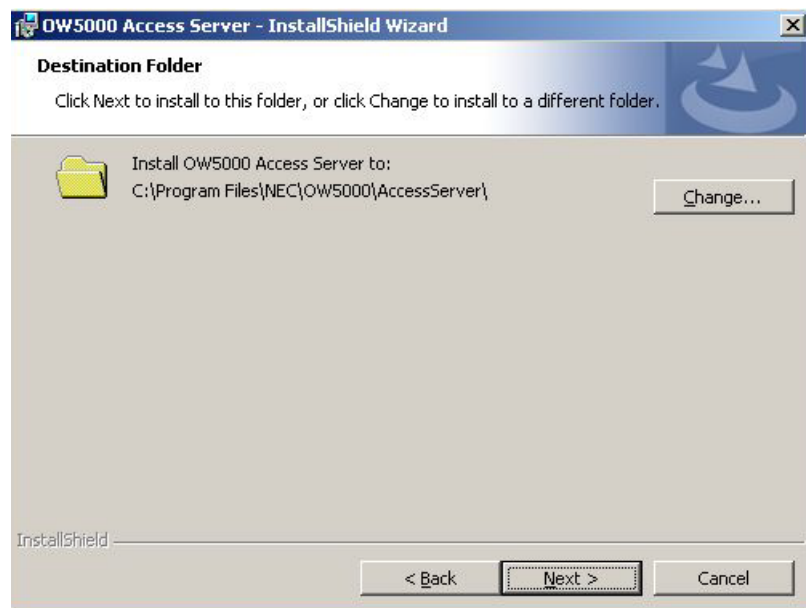 OW5000 Access Server - InstallShield Wizard
Destination Folder
Click Next to install to this folder, or click Change to install to a different folder.
Install OW5000 Access Server to:
C:\Program Files\NEC\OW5000\AccessServer\
Change...
InstallShield
< Back
Next >
Cancel